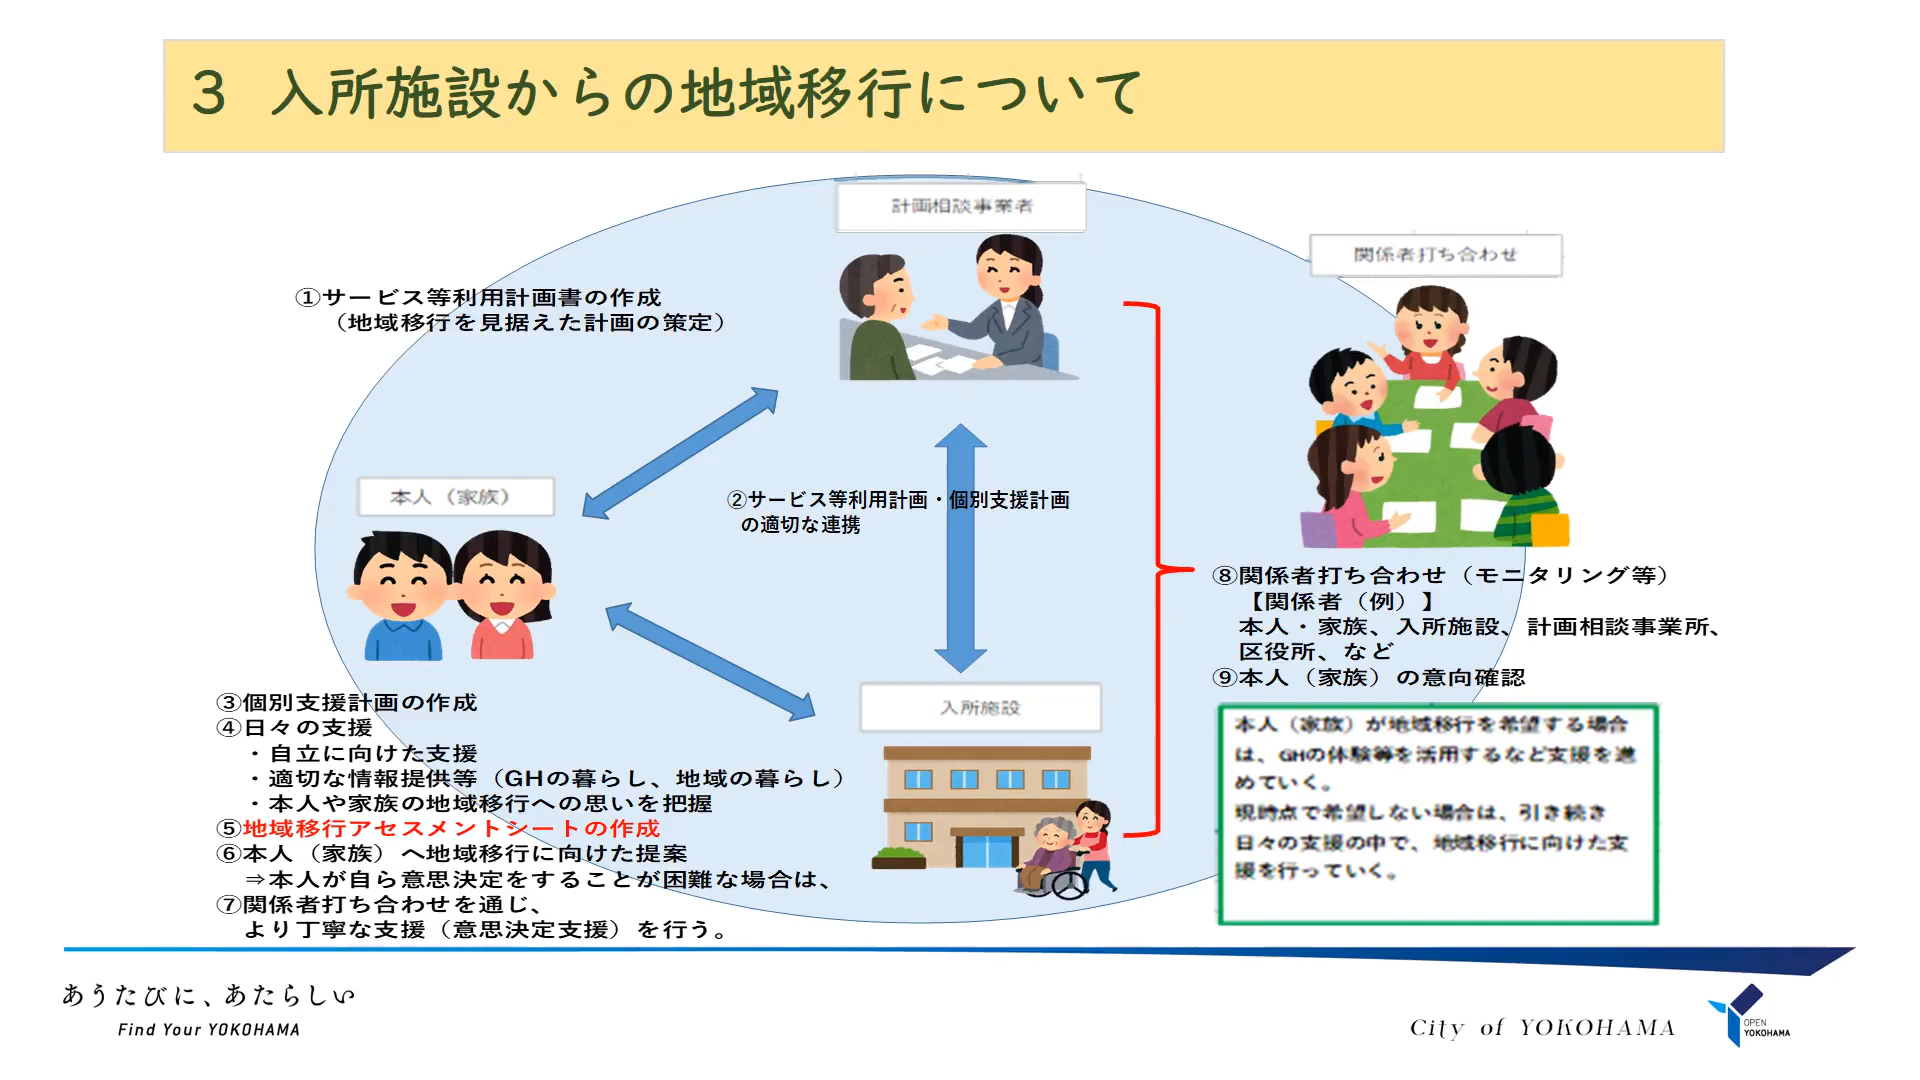 3 入所施設からの地域移行について
計画相談事業者
関係者打ち合わせ
①サービス等利用計画書の作成
（地域移行を見据えた計画の策定）
本人（家族）
②サービス等利用計画・個別支援計画
の適切な連携
入所施設
③個別支援計画の作成
④日々の支援
・自立に向けた支援
・適切な情報提供等（GHの暮らし、地域の暮らし）
・本人や家族の地域移行への思いを把握
⑤地域移行アセスメントシートの作成
⑥本人（家族）へ地域移行に向けた提案
⇒本人が自ら意思決定をすることが困難な場合は、
⑦関係者打ち合わせを通じ、
より丁寧な支援（意思決定支援）を行う。
⑧関係者打ち合わせ（モニタリング等）
【関係者（例）】
本人・家族、入所施設、計画相談事業所、
区役所、など
⑨本人（家族）の意向確認
本人（家族）が地域移行を希望する場合
は、GHの体験等を活用するなど支援を進
めていく。
現時点で希望しない場合は、引き続き
日々の支援の中で、地域移行に向けた支
援を行っていく。
あうたびに、あたらしい
Find Your YOKOHAMA
City of YOKOHAMA
OPEN
YOKOHAMA